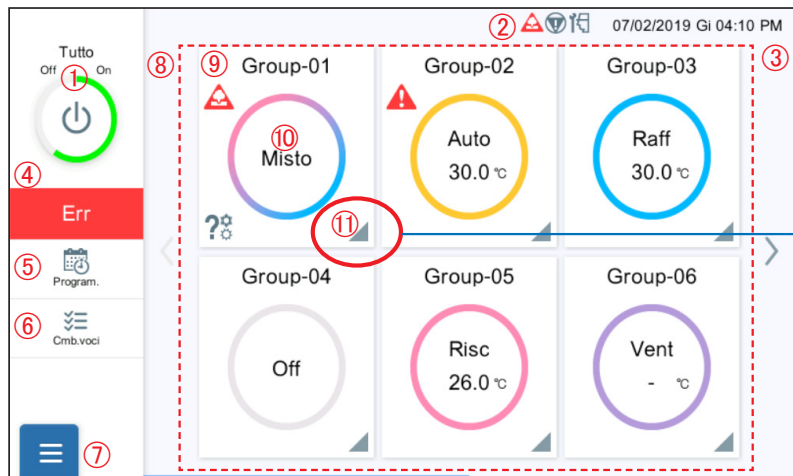 ② 07/02/2019 Gi 04:10 PM
Tutto
Off ① On
④
Err
⑤ Program.
⑥ Cmb.voci
⑦
⑧ ③
⑨ Group-01
⑩
Misto
⑪
Group-02
Auto
30.0 ℃
Group-03
Raff
30.0 ℃
Group-04
Off
Group-05
Risc
26.0 ℃
Group-06
Vent
- ℃